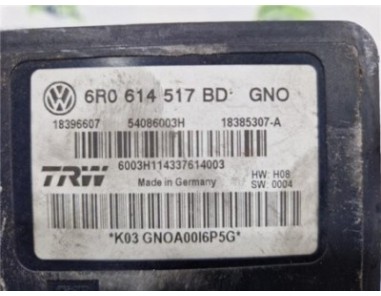 6R0 614 517 BD GNO
18396607 54086003H 18385307-A
6003H114337614003
TRW Made in Germany HW: H08
SW: 0004
*K03 GNOA00I6P5G*